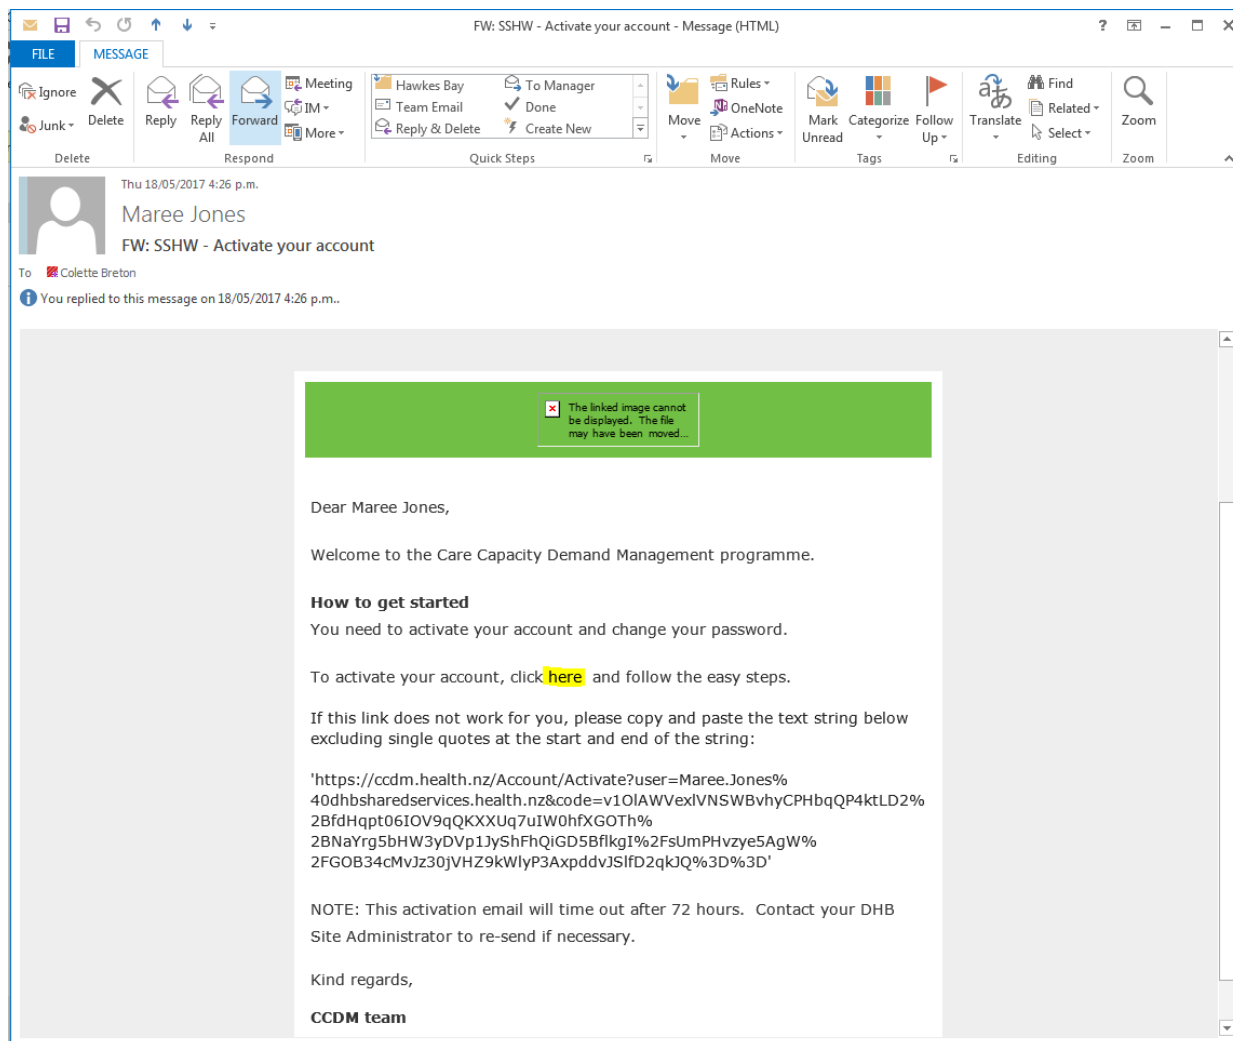 FW: SSHW - Activate your account - Message (HTML)
?
FILE
MESSAGE
Ignore
Junk
Delete
Reply
Reply All
Forward
Meeting
IM
More
Hawkes Bay
Team Email
Reply & Delete
To Manager
Done
Create New
Move
Rules
OneNote
Actions
Mark Unread
Categorize
Follow Up
Translate
Find
Related
Select
Zoom
Delete
Respond
Quick Steps
Move
Tags
Editing
Zoom
Thu 18/05/2017 4:26 p.m.
Maree Jones
FW: SSHW - Activate your account
To Colette Breton
You replied to this message on 18/05/2017 4:26 p.m..
The linked image cannot
be displayed. The file
may have been moved...
Dear Maree Jones,
Welcome to the Care Capacity Demand Management programme.
How to get started
You need to activate your account and change your password.
To activate your account, click here and follow the easy steps.
If this link does not work for you, please copy and paste the text string below
excluding single quotes at the start and end of the string:
'https://ccdm.health.nz/Account/Activate?user=Maree.Jones%
40dhbsharedservices.health.nz&code=v1OlAWVexlVNSWBvhyCPHbqQP4ktLD2%
2BfdHqpt06IOV9qQKXXUq7uIW0hfXGOTh%
2BNaYrg5bHW3yDVp1JyShFhQiGD5BflkgI%2FsUmPHvzye5AgW%
2FGOB34cMvJz30jVHZ9kWlyP3AxpddvJSlfD2qkJQ%3D%3D'
NOTE: This activation email will time out after 72 hours.  Contact your DHB
Site Administrator to re-send if necessary.
Kind regards,
CCDM team